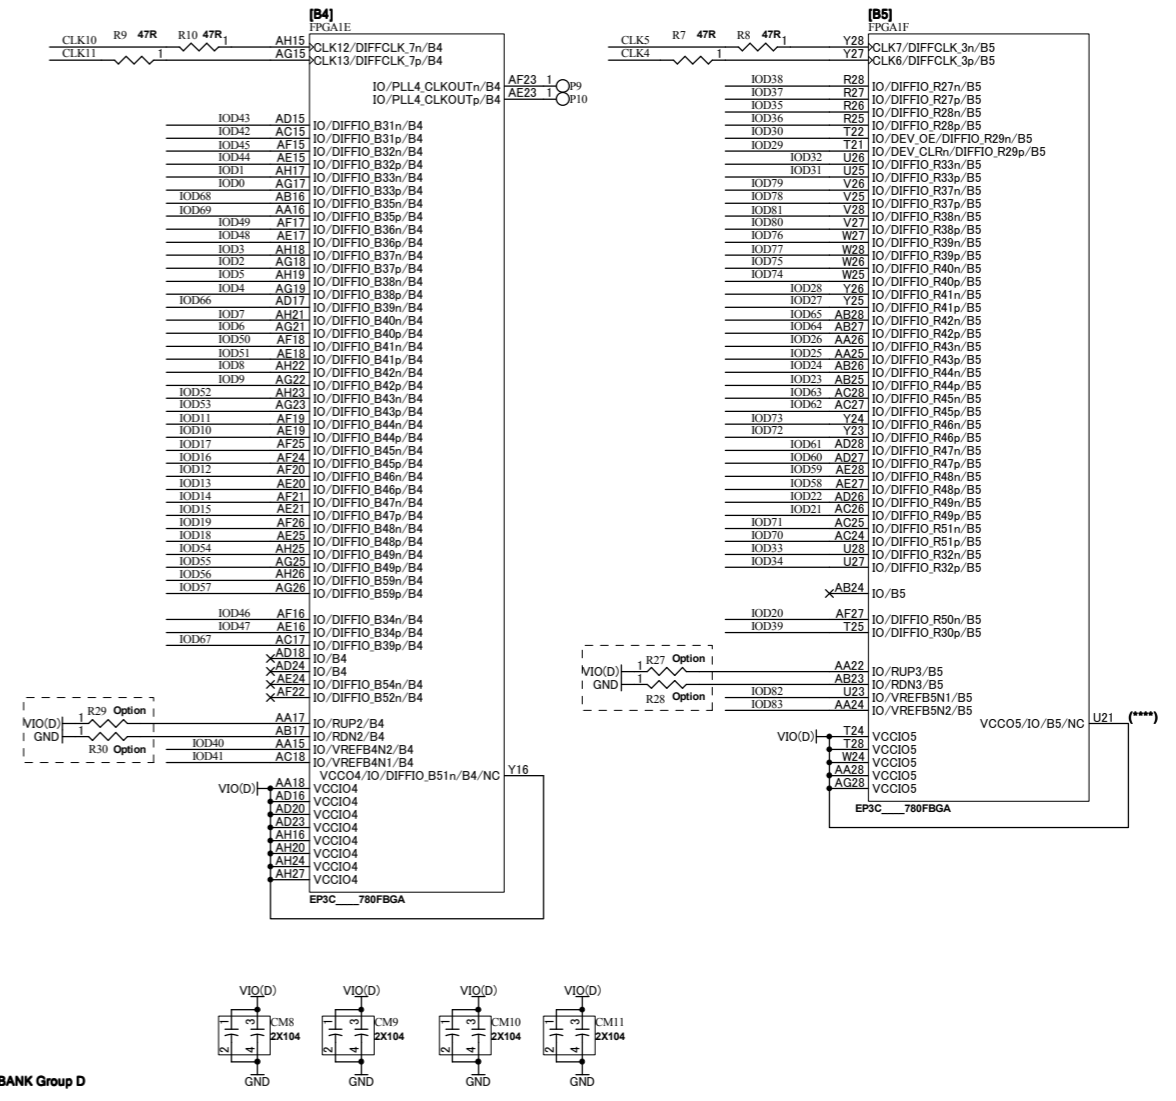 [B4]
FPGA1E
CLK10 R9 47R R10 47R 1 AH15 CLK12/DIFFCLK_7n/B4
CLK11 1 AG15 CLK13/DIFFCLK_7p/B4
IO/PLL4_CLKOUTn/B4 AF23 1 P9
IO/PLL4_CLKOUTp/B4 AE23 1 P10
IOD43 AD15 IO/DIFFIO_B31n/B4
IOD42 AC15 IO/DIFFIO_B31p/B4
IOD45 AF15 IO/DIFFIO_B32n/B4
IOD44 AE15 IO/DIFFIO_B32p/B4
IOD1 AH17 IO/DIFFIO_B33n/B4
IOD0 AG17 IO/DIFFIO_B33p/B4
IOD68 AB16 IO/DIFFIO_B35n/B4
IOD69 AA16 IO/DIFFIO_B35p/B4
IOD49 AF17 IO/DIFFIO_B36n/B4
IOD48 AE17 IO/DIFFIO_B36p/B4
IOD3 AH18 IO/DIFFIO_B37n/B4
IOD2 AG18 IO/DIFFIO_B37p/B4
IOD5 AH19 IO/DIFFIO_B38n/B4
IOD4 AG19 IO/DIFFIO_B38p/B4
IOD66 AD17 IO/DIFFIO_B39n/B4
IOD7 AH21 IO/DIFFIO_B40n/B4
IOD6 AG21 IO/DIFFIO_B40p/B4
IOD50 AF18 IO/DIFFIO_B41n/B4
IOD51 AE18 IO/DIFFIO_B41p/B4
IOD8 AH22 IO/DIFFIO_B42n/B4
IOD9 AG22 IO/DIFFIO_B42p/B4
IOD52 AH23 IO/DIFFIO_B43n/B4
IOD53 AG23 IO/DIFFIO_B43p/B4
IOD11 AF19 IO/DIFFIO_B44n/B4
IOD10 AE19 IO/DIFFIO_B44p/B4
IOD17 AF25 IO/DIFFIO_B45n/B4
IOD16 AF24 IO/DIFFIO_B45p/B4
IOD12 AF20 IO/DIFFIO_B46n/B4
IOD13 AE20 IO/DIFFIO_B46p/B4
IOD14 AF21 IO/DIFFIO_B47n/B4
IOD15 AE21 IO/DIFFIO_B47p/B4
IOD19 AF26 IO/DIFFIO_B48n/B4
IOD18 AE25 IO/DIFFIO_B48p/B4
IOD54 AH25 IO/DIFFIO_B49n/B4
IOD55 AG25 IO/DIFFIO_B49p/B4
IOD56 AH26 IO/DIFFIO_B59n/B4
IOD57 AG26 IO/DIFFIO_B59p/B4
IOD46 AF16 IO/DIFFIO_B34n/B4
IOD47 AE16 IO/DIFFIO_B34p/B4
IOD67 AC17 IO/DIFFIO_B39p/B4
AD18 IO/B4
AD24 IO/B4
AE24 IO/DIFFIO_B54n/B4
AF22 IO/DIFFIO_B52n/B4
VIO(D) 1 R29 Option AA17 IO/RUP2/B4
GND 1 R30 Option AB17 IO/RDN2/B4
IOD40 AA15 IO/VREFB4N2/B4
IOD41 AC18 IO/VREFB4N1/B4
VCCO4/IO/DIFFIO_B51n/B4/NC Y16
VIO(D) AA18 VCCIO4
AD16 VCCIO4
AD20 VCCIO4
AD23 VCCIO4
AH16 VCCIO4
AH20 VCCIO4
AH24 VCCIO4
AH27 VCCIO4
EP3C____780FBGA
[B5]
FPGA1F
CLK5 R7 47R R8 47R 1 Y28 CLK7/DIFFCLK_3n/B5
CLK4 1 Y27 CLK6/DIFFCLK_3p/B5
IOD38 R28 IO/DIFFIO_R27n/B5
IOD37 R27 IO/DIFFIO_R27p/B5
IOD35 R26 IO/DIFFIO_R28n/B5
IOD36 R25 IO/DIFFIO_R28p/B5
IOD30 T22 IO/DEV_OE/DIFFIO_R29n/B5
IOD29 T21 IO/DEV_CLRn/DIFFIO_R29p/B5
IOD32 U26 IO/DIFFIO_R33n/B5
IOD31 U25 IO/DIFFIO_R33p/B5
IOD79 V26 IO/DIFFIO_R37n/B5
IOD78 V25 IO/DIFFIO_R37p/B5
IOD81 V28 IO/DIFFIO_R38n/B5
IOD80 V27 IO/DIFFIO_R38p/B5
IOD76 W27 IO/DIFFIO_R39n/B5
IOD77 W28 IO/DIFFIO_R39p/B5
IOD75 W26 IO/DIFFIO_R40n/B5
IOD74 W25 IO/DIFFIO_R40p/B5
IOD28 Y26 IO/DIFFIO_R41n/B5
IOD27 Y25 IO/DIFFIO_R41p/B5
IOD65 AB28 IO/DIFFIO_R42n/B5
IOD64 AB27 IO/DIFFIO_R42p/B5
IOD26 AA26 IO/DIFFIO_R43n/B5
IOD25 AA25 IO/DIFFIO_R43p/B5
IOD24 AB26 IO/DIFFIO_R44n/B5
IOD23 AB25 IO/DIFFIO_R44p/B5
IOD63 AC28 IO/DIFFIO_R45n/B5
IOD62 AC27 IO/DIFFIO_R45p/B5
IOD73 Y24 IO/DIFFIO_R46n/B5
IOD72 Y23 IO/DIFFIO_R46p/B5
IOD61 AD28 IO/DIFFIO_R47n/B5
IOD60 AD27 IO/DIFFIO_R47p/B5
IOD59 AE28 IO/DIFFIO_R48n/B5
IOD58 AE27 IO/DIFFIO_R48p/B5
IOD22 AD26 IO/DIFFIO_R49n/B5
IOD21 AC26 IO/DIFFIO_R49p/B5
IOD71 AC25 IO/DIFFIO_R51n/B5
IOD70 AC24 IO/DIFFIO_R51p/B5
IOD33 U28 IO/DIFFIO_R32n/B5
IOD34 U27 IO/DIFFIO_R32p/B5
AB24 IO/B5
IOD20 AF27 IO/DIFFIO_R50n/B5
IOD39 T25 IO/DIFFIO_R30p/B5
VIO(D) 1 R27 Option AA22 IO/RUP3/B5
GND 1 R28 Option AB23 IO/RDN3/B5
IOD82 U23 IO/VREFB5N1/B5
IOD83 AA24 IO/VREFB5N2/B5
VCCO5/IO/B5/NC U21 (****)
VIO(D) T24 VCCIO5
T28 VCCIO5
W24 VCCIO5
AA28 VCCIO5
AG28 VCCIO5
EP3C____780FBGA
VIO(D) VIO(D) VIO(D) VIO(D)
1 3 CM8 1 3 CM9 1 3 CM10 1 3 CM11
2X104 2X104 2X104 2X104
2 4 2 4 2 4 2 4
GND GND GND GND
BANK Group D